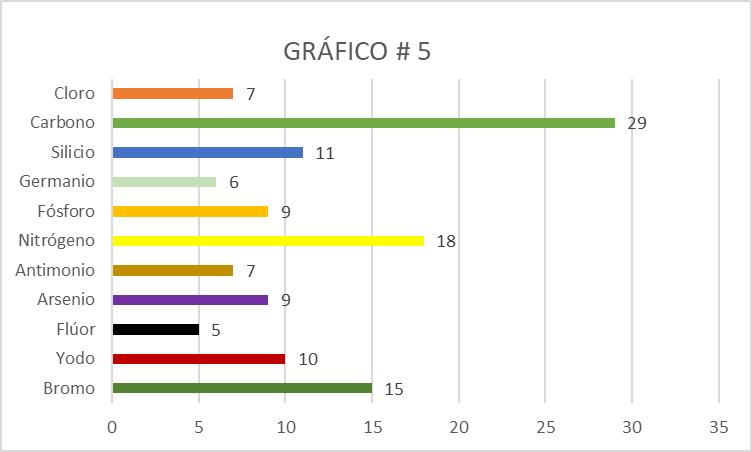 GRÁFICO # 5
Cloro 7
Carbono 29
Silicio 11
Germanio 6
Fósforo 9
Nitrógeno 18
Antimonio 7
Arsenio 9
Flúor 5
Yodo 10
Bromo 15
0 5 10 15 20 25 30 35